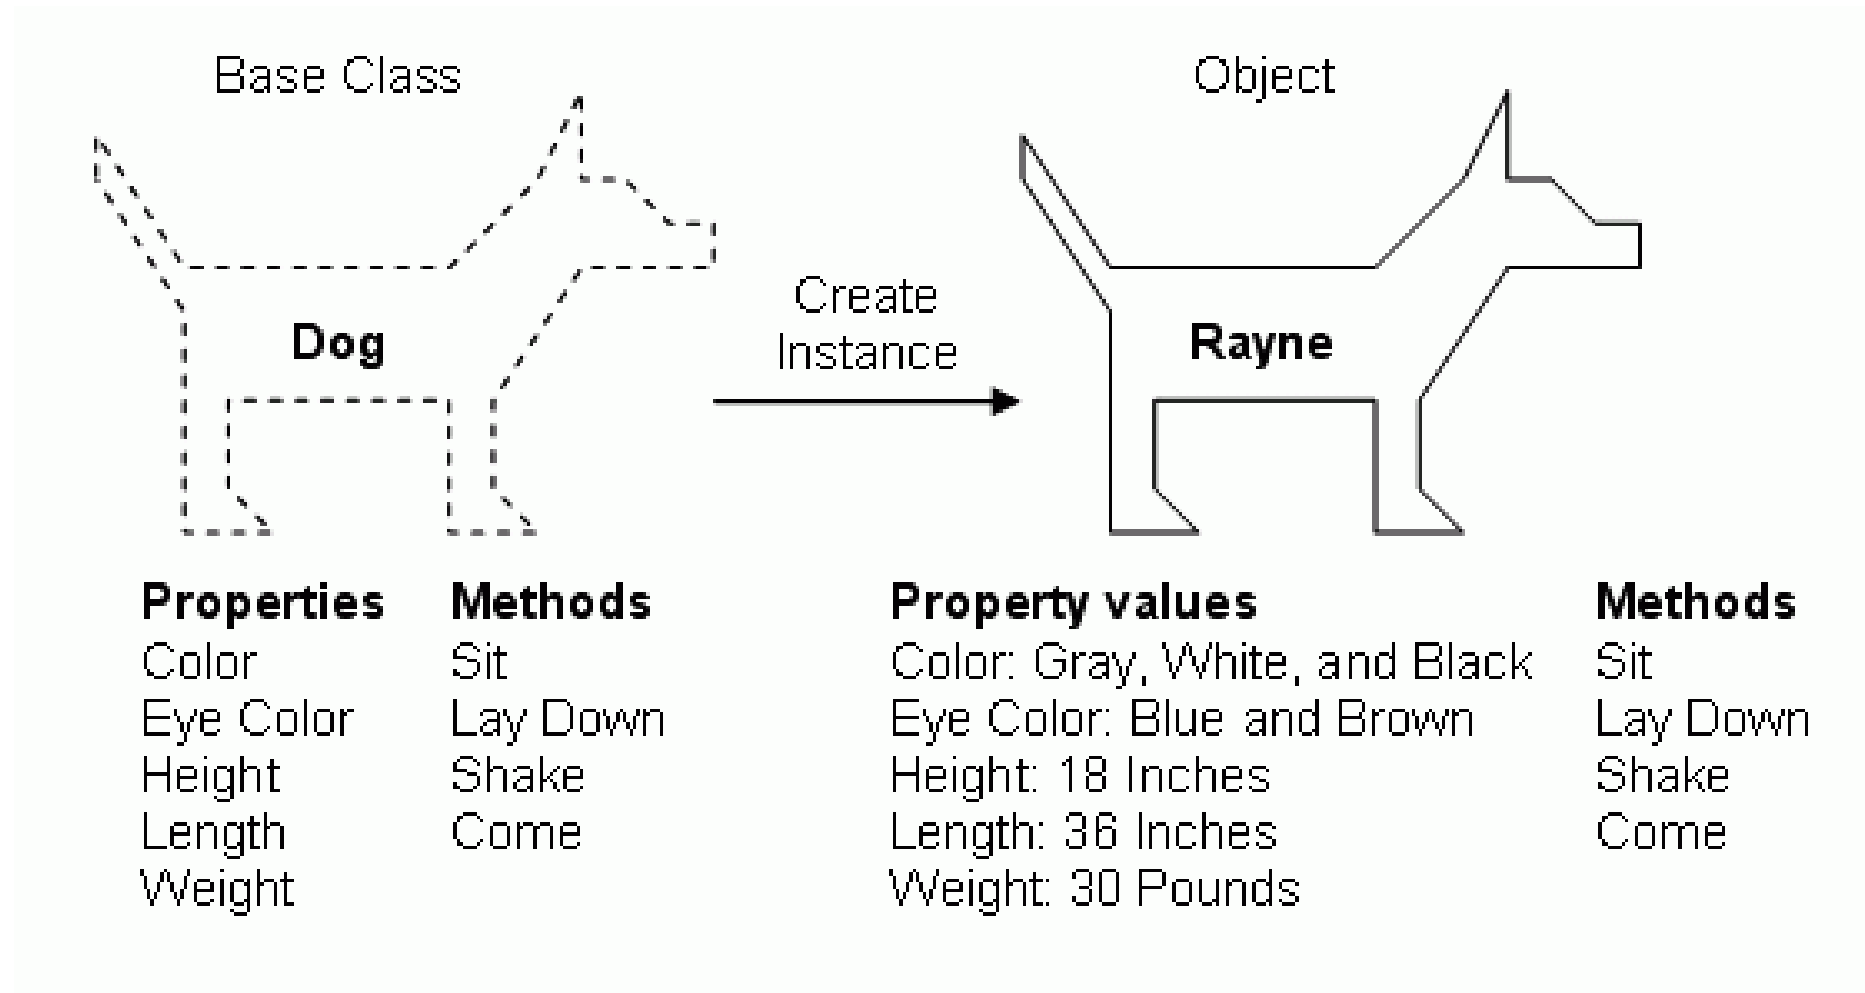 Base Class
Object
Dog
Create
Instance
Rayne
Properties
Color
Eye Color
Height
Length
Weight
Methods
Sit
Lay Down
Shake
Come
Property values
Color: Gray, White, and Black
Eye Color: Blue and Brown
Height: 18 Inches
Length: 36 Inches
Weight: 30 Pounds
Methods
Sit
Lay Down
Shake
Come